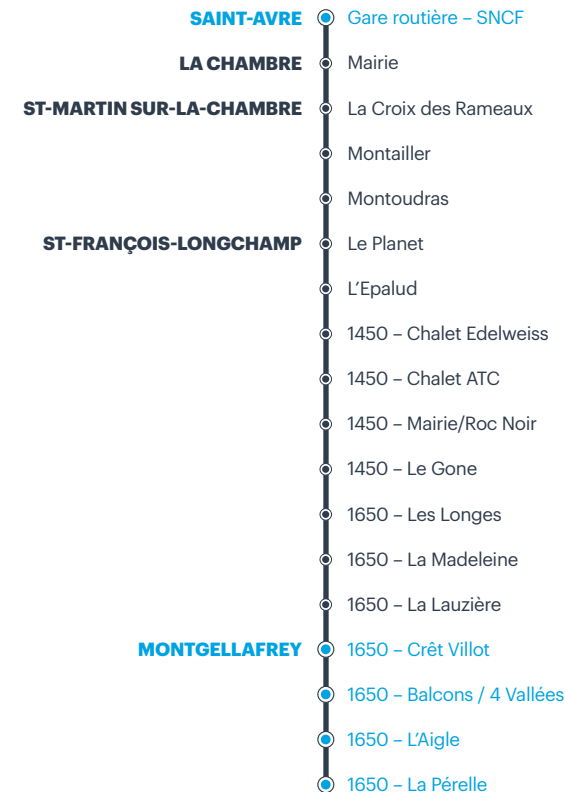 SAINT-AVRE Gare routière – SNCF
LA CHAMBRE Mairie
ST-MARTIN SUR-LA-CHAMBRE La Croix des Rameaux
Montailler
Montoudras
ST-FRANÇOIS-LONGCHAMP Le Planet
L'Epalud
1450 – Chalet Edelweiss
1450 – Chalet ATC
1450 – Mairie/Roc Noir
1450 – Le Gone
1650 – Les Longes
1650 – La Madeleine
1650 – La Lauzière
MONTGELLAFREY 1650 – Crêt Villot
1650 – Balcons / 4 Vallées
1650 – L'Aigle
1650 – La Pérelle